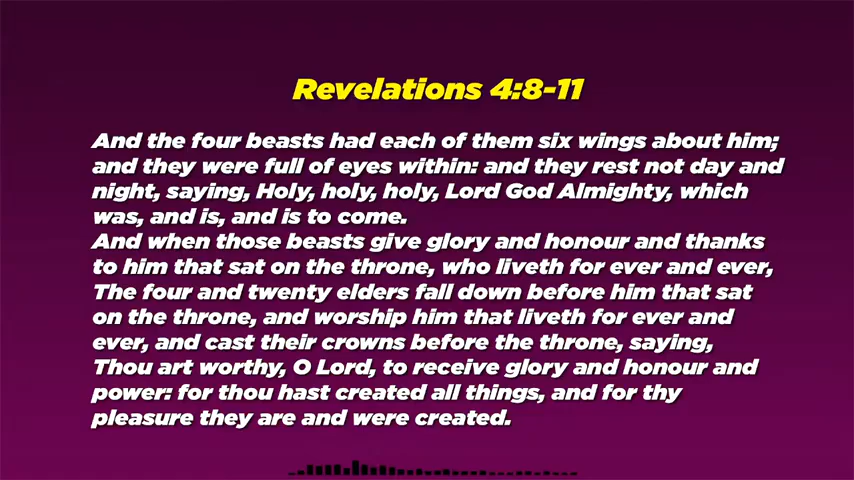 Revelations 4:8-11
And the four beasts had each of them six wings about him;
and they were full of eyes within: and they rest not day and
night, saying, Holy, holy, holy, Lord God Almighty, which
was, and is, and is to come.
And when those beasts give glory and honour and thanks
to him that sat on the throne, who liveth for ever and ever,
The four and twenty elders fall down before him that sat
on the throne, and worship him that liveth for ever and
ever, and cast their crowns before the throne, saying,
Thou art worthy, O Lord, to receive glory and honour and
power: for thou hast created all things, and for thy
pleasure they are and were created.